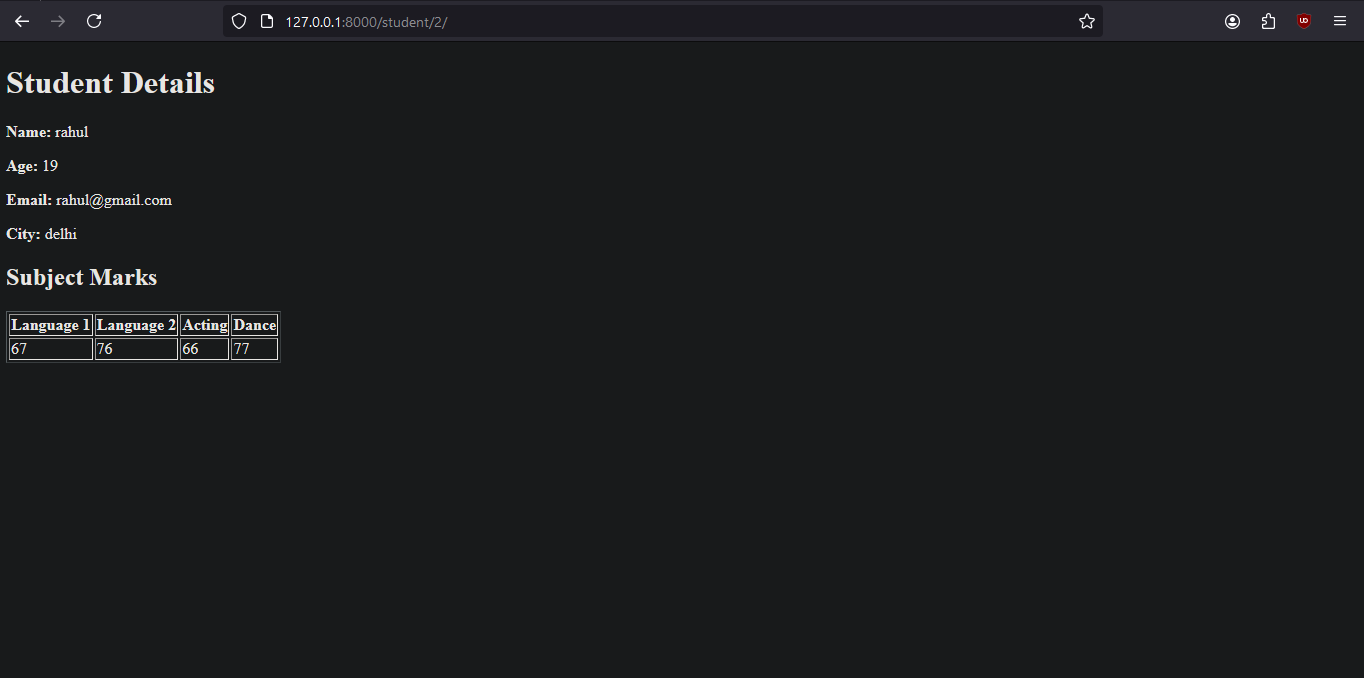 127.0.0.1:8000/student/2/
Student Details
Name: rahul
Age: 19
Email: rahul@gmail.com
City: delhi
Subject Marks
Language 1 Language 2 Acting Dance
67 76 66 77